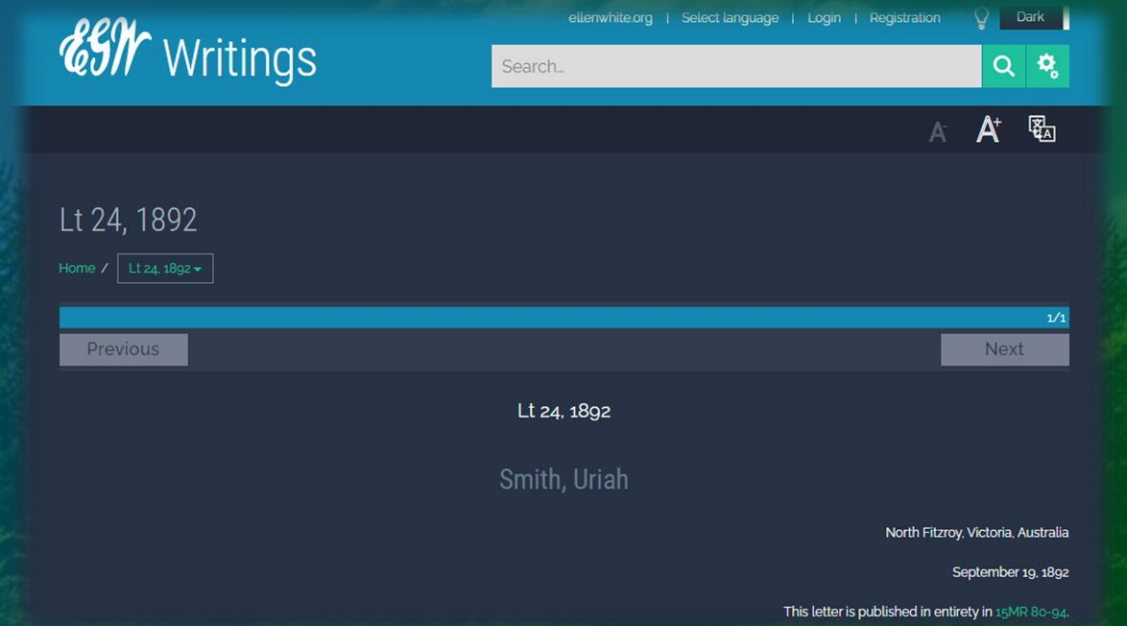 ellenwhite.org | Select language | Login | Registration Dark
EGW Writings
Search...
A- A+
Lt 24, 1892
Home / Lt 24, 1892
1/1
Previous Next
Lt 24, 1892
Smith, Uriah
North Fitzroy, Victoria, Australia
September 19, 1892
This letter is published in entirety in 15MR 80-94.